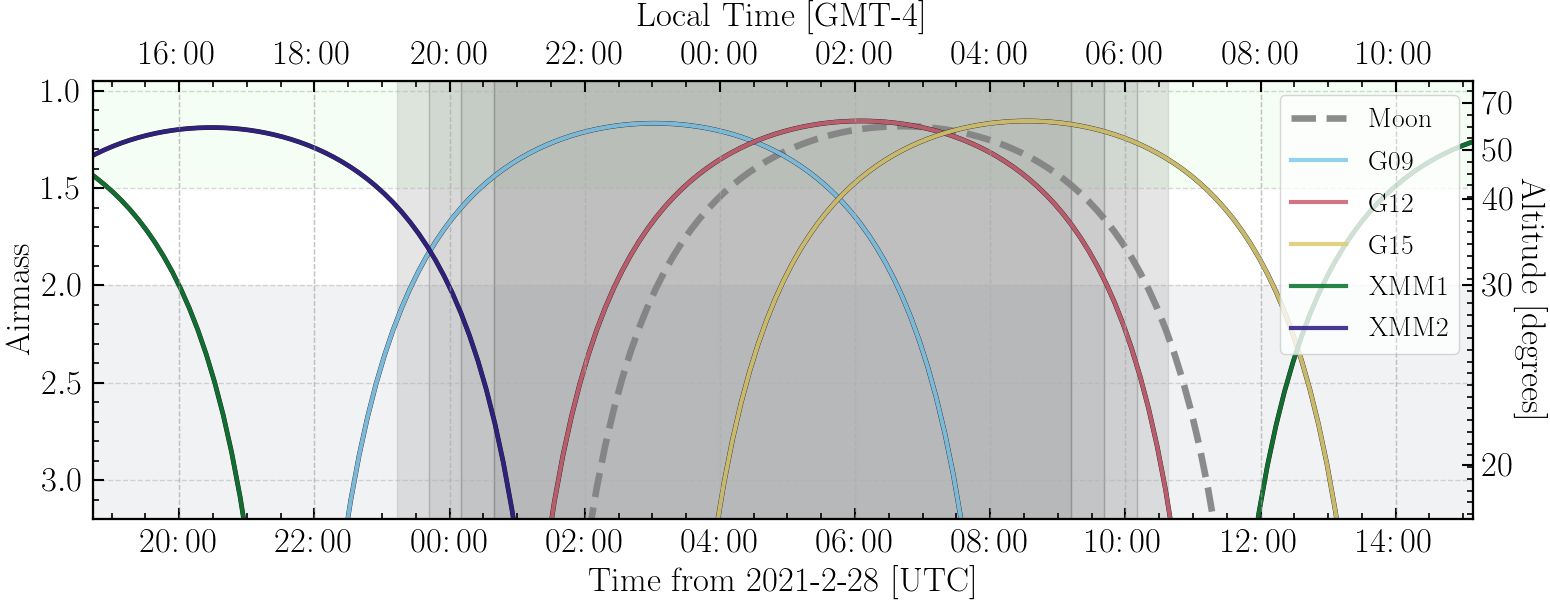 Local Time [GMT-4]
16:00 18:00 20:00 22:00 00:00 02:00 04:00 06:00 08:00 10:00
1.0
1.5
2.0
2.5
3.0
Airmass
70
50
40
30
20
Altitude [degrees]
Moon
G09
G12
G15
XMM1
XMM2
20:00 22:00 00:00 02:00 04:00 06:00 08:00 10:00 12:00 14:00
Time from 2021-2-28 [UTC]